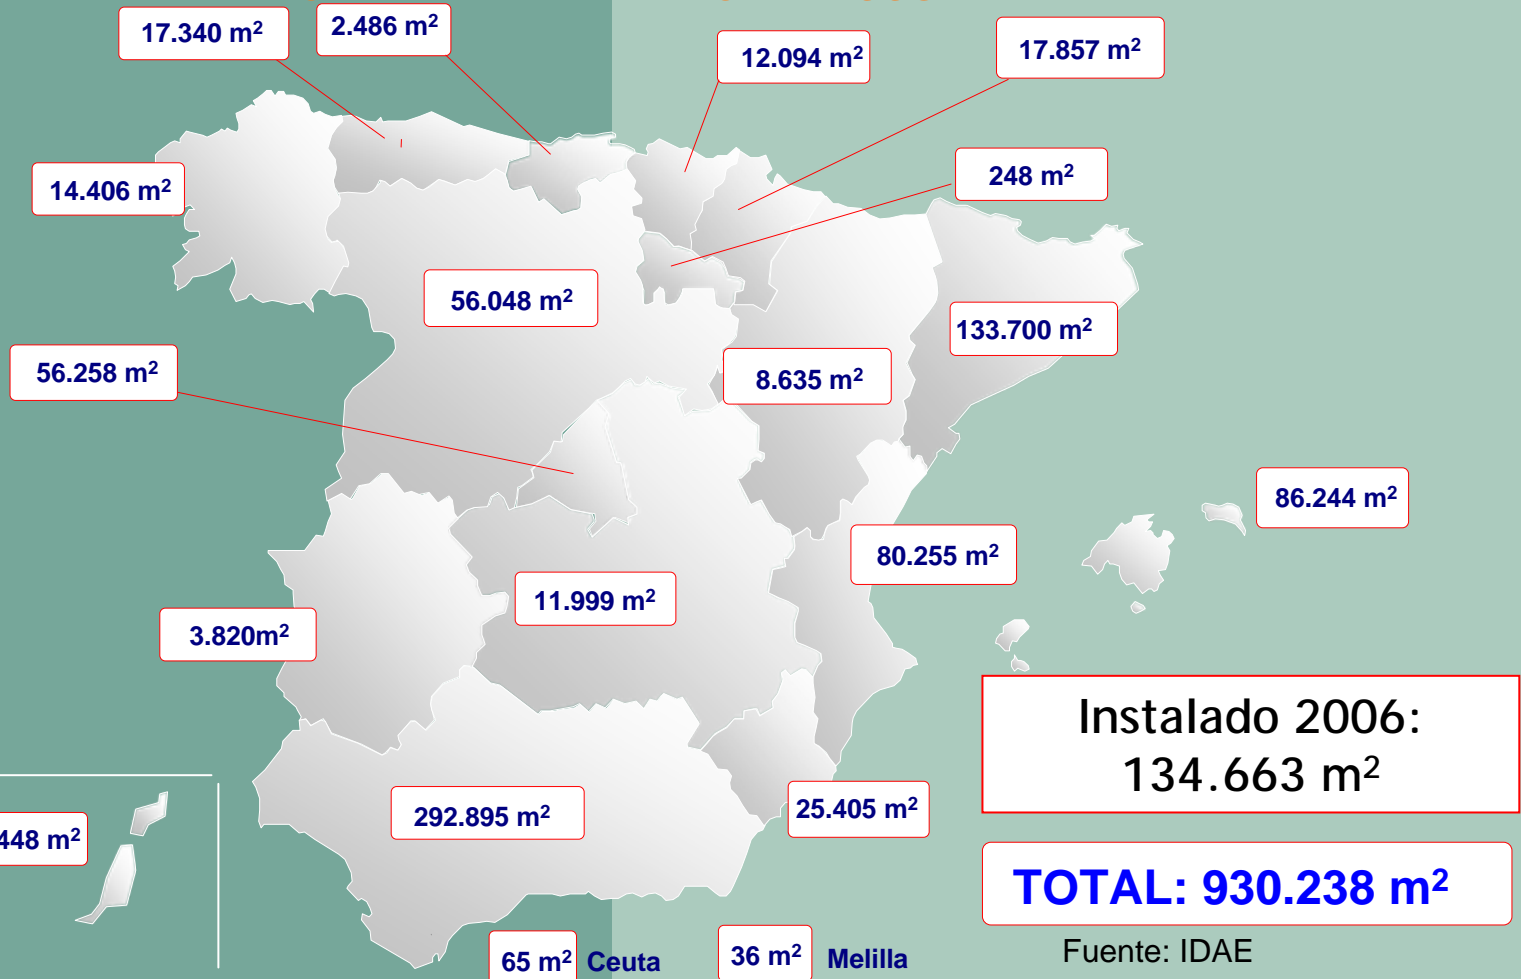 17.340 m²
2.486 m²
12.094 m²
17.857 m²
14.406 m²
248 m²
56.048 m²
133.700 m²
56.258 m²
8.635 m²
86.244 m²
80.255 m²
11.999 m²
3.820m²
Instalado 2006:
134.663 m²
292.895 m²
25.405 m²
448 m²
TOTAL: 930.238 m²
65 m² Ceuta
36 m² Melilla
Fuente: IDAE